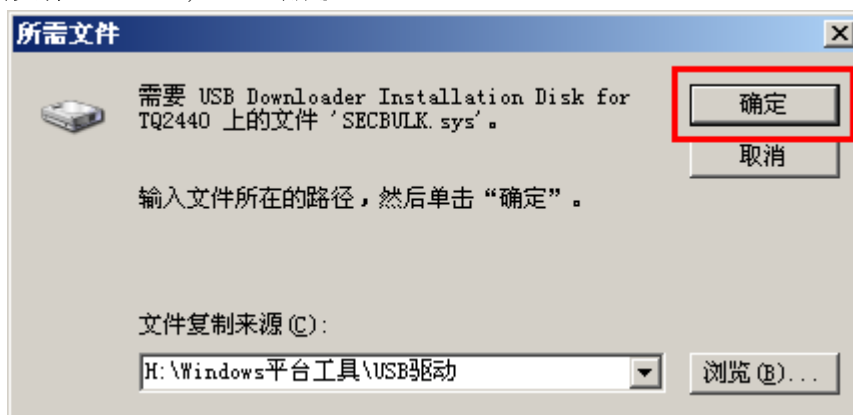 所需文件
需要 USB Downloader Installation Disk for
TQ2440 上的文件 'SECBULK.sys'。
确定
取消
输入文件所在的路径，然后单击“确定”。
文件复制来源(C):
H:\Windows平台工具\USB驱动
浏览(B)...